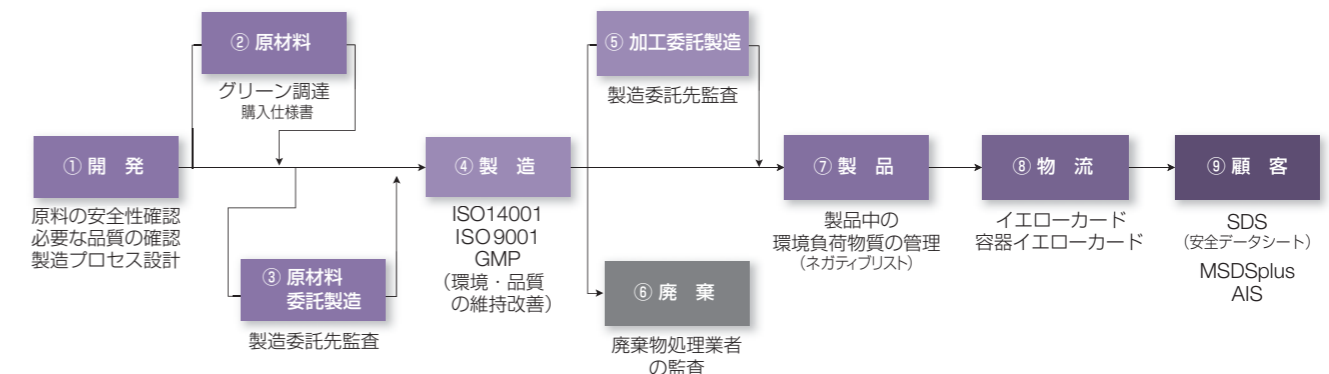 ① 開 発
原料の安全性確認
必要な品質の確認
製造プロセス設計
② 原材料
グリーン調達
購入仕様書
③ 原材料
委託製造
製造委託先監査
④ 製 造
ISO14001
ISO9001
GMP
(環境・品質
の維持改善)
⑤ 加工委託製造
製造委託先監査
⑥ 廃 棄
廃棄物処理業者
の監査
⑦ 製 品
製品中の
環境負荷物質の管理
(ネガティブリスト)
⑧ 物 流
イエローカード
容器イエローカード
⑨ 顧 客
SDS
(安全データシート)
MSDSplus
AIS